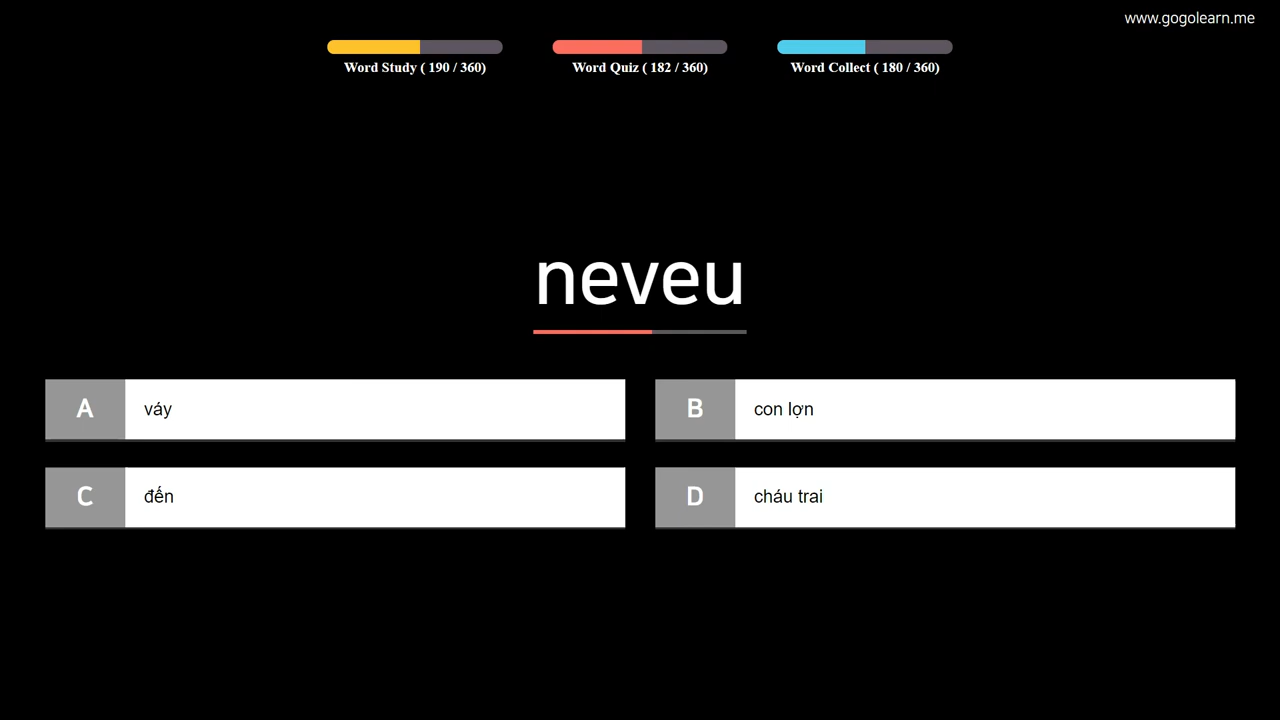 www.gogolearn.me
Word Study ( 190 / 360)
Word Quiz ( 182 / 360)
Word Collect ( 180 / 360)
neveu
A váy
B con lợn
C đến
D cháu trai